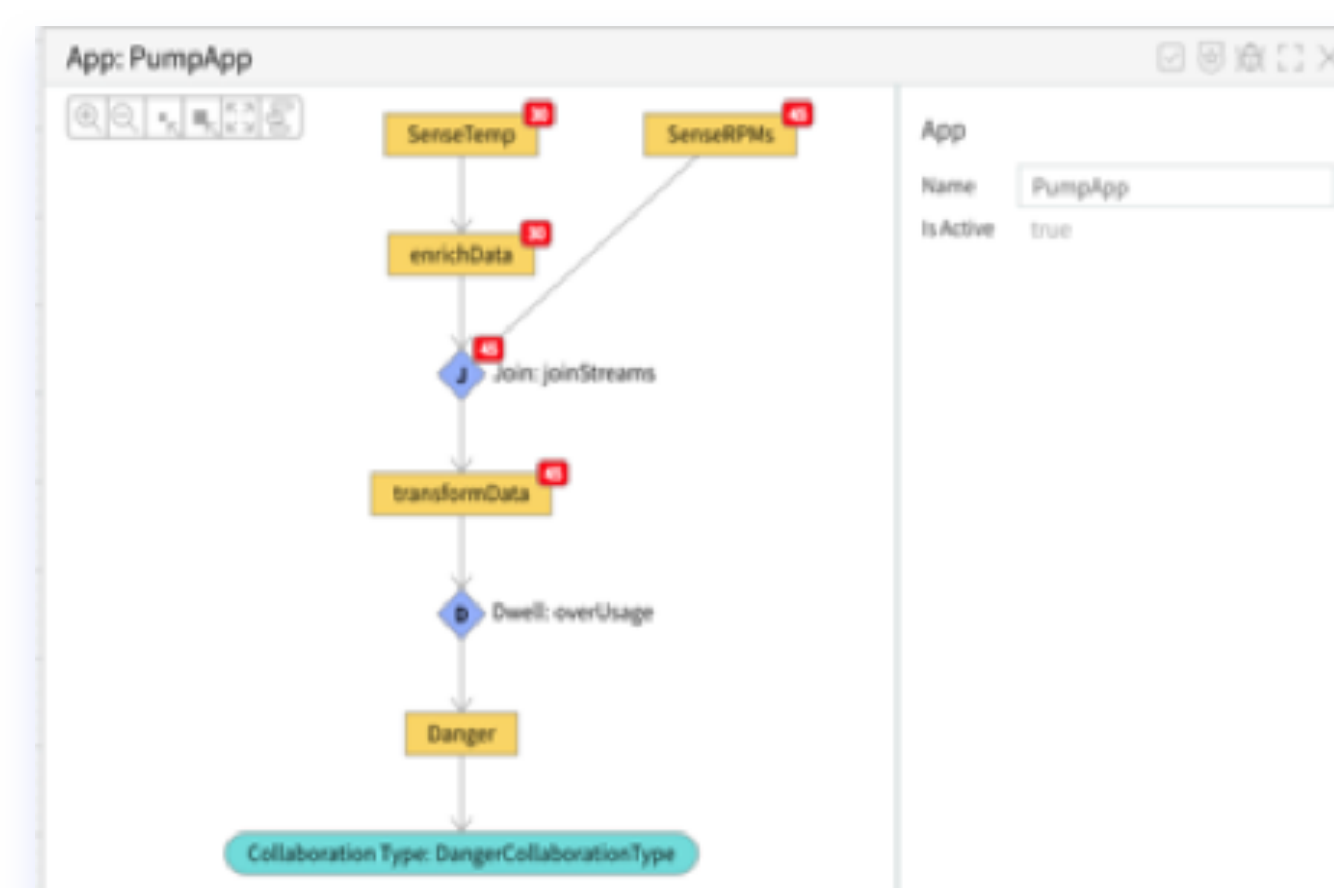 App: PumpApp
SenseTemp
30
SenseRPMs
45
enrichData
30
45
J
Join: joinStreams
transformData
45
D
Dwell: overUsage
Danger
Collaboration Type: DangerCollaborationType
App
Name
PumpApp
Is Active
true